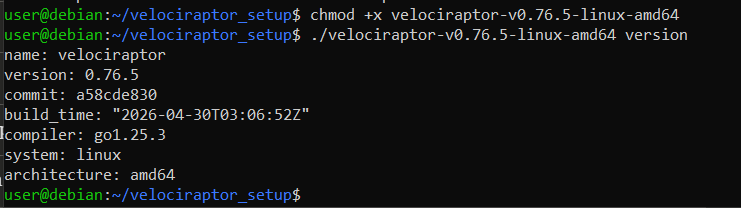 user@debian:~/velociraptor_setup$ chmod +x velociraptor-v0.76.5-linux-amd64
user@debian:~/velociraptor_setup$ ./velociraptor-v0.76.5-linux-amd64 version
name: velociraptor
version: 0.76.5
commit: a58cde830
build_time: "2026-04-30T03:06:52Z"
compiler: go1.25.3
system: linux
architecture: amd64
user@debian:~/velociraptor_setup$